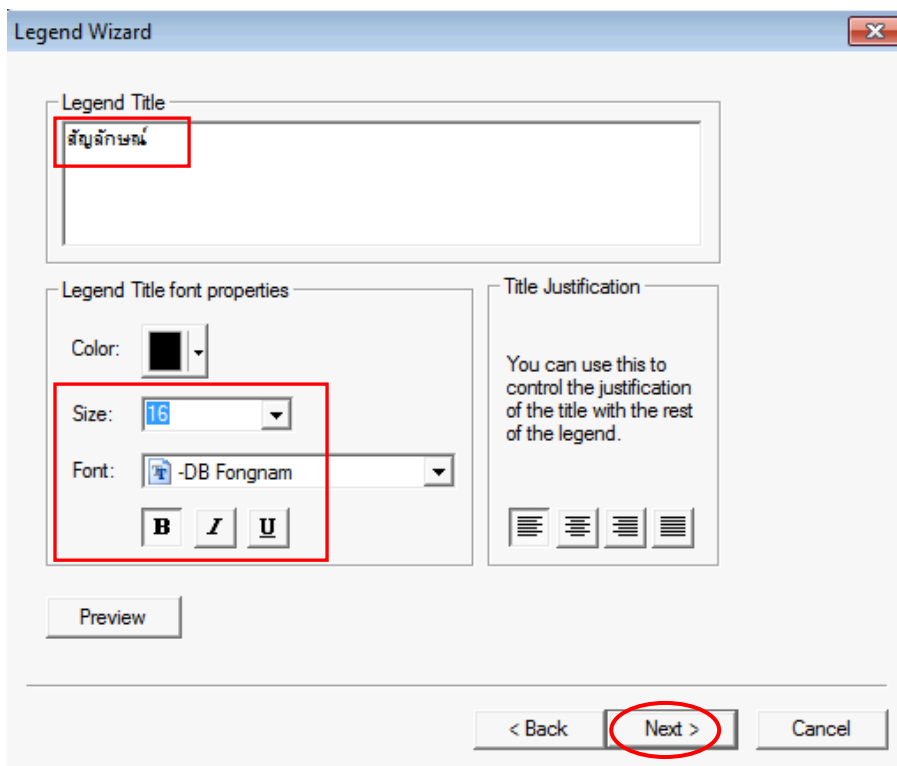 Legend Wizard
Legend Title
สัญลักษณ์
Legend Title font properties
Color:
Size: 16
Font: -DB Fongnam
B I U
Title Justification
You can use this to
control the justification
of the title with the rest
of the legend.
Preview
< Back Next > Cancel